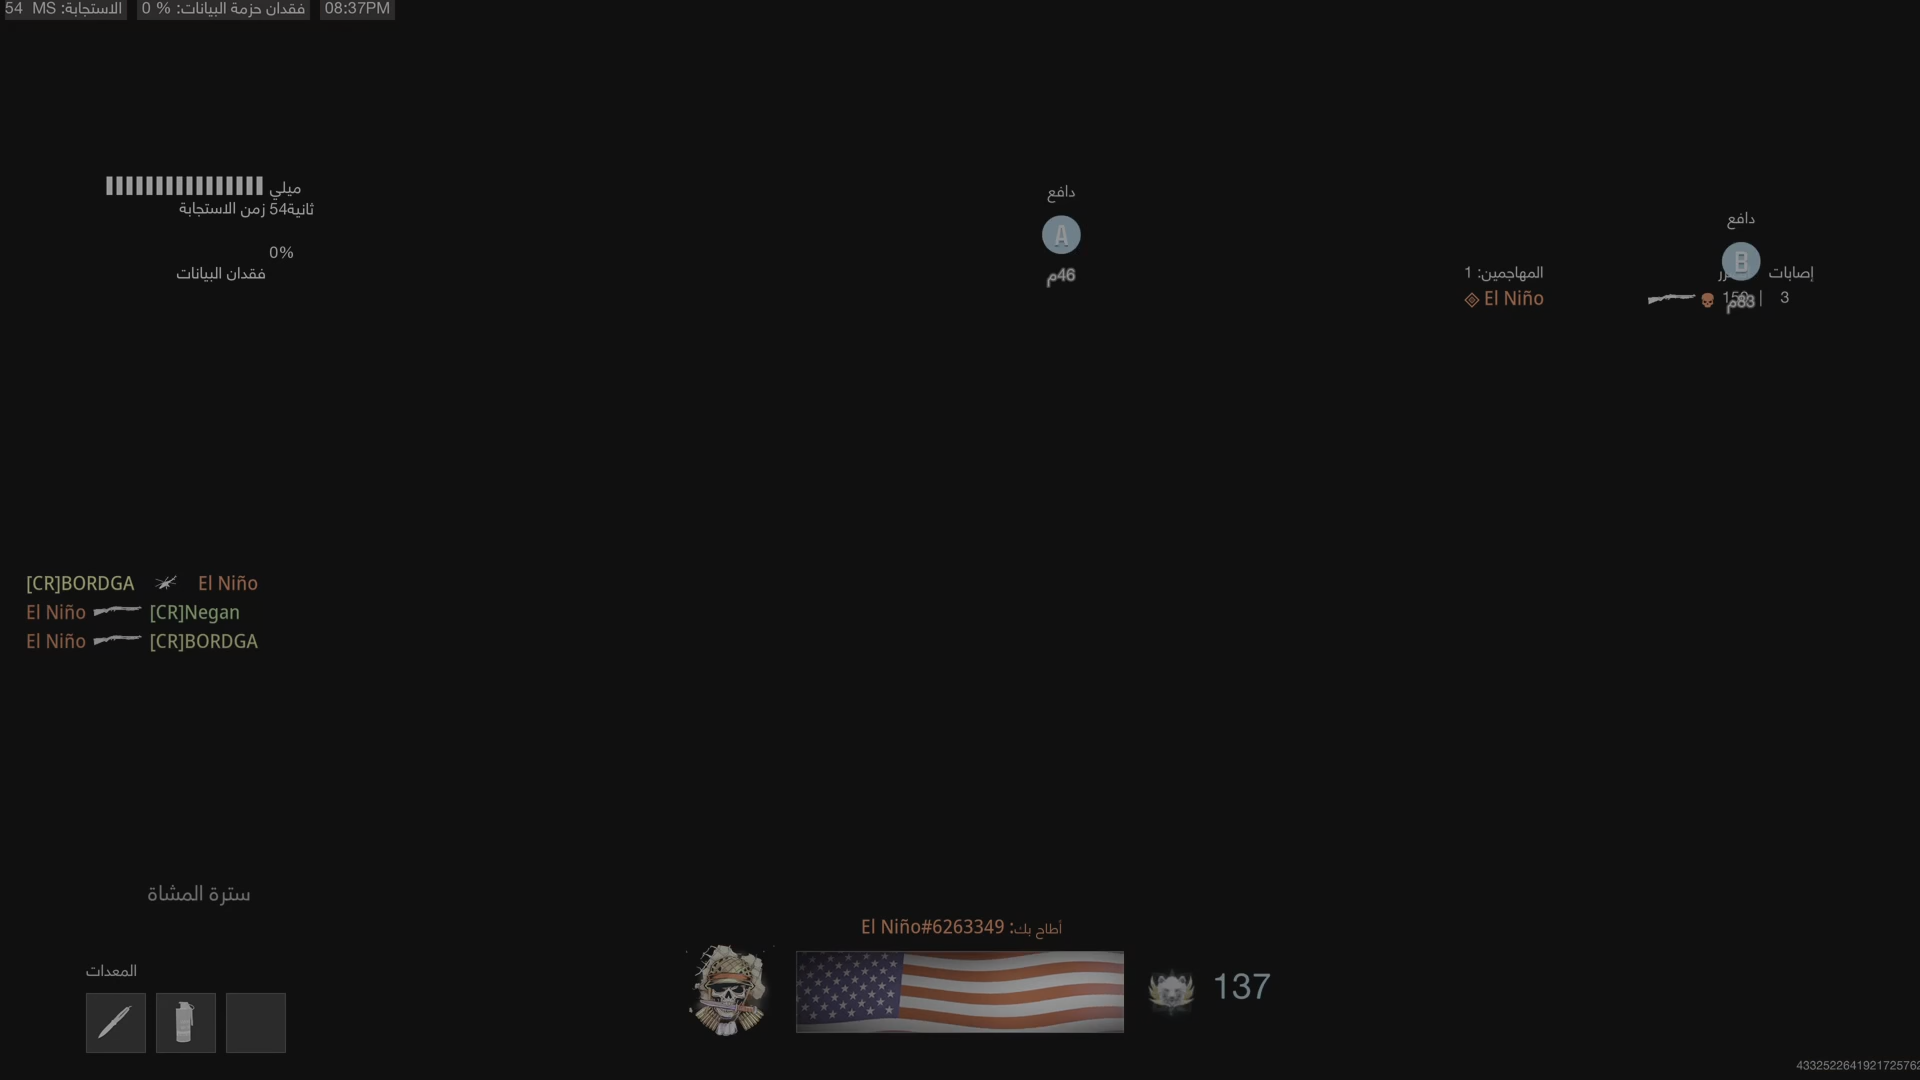 54 MS :الاستجابة
0 % :فقدان حزمة البيانات
08:37PM
ميلي
ثانية54 زمن الاستجابة
0%
فقدان البيانات
دافع
A
46م
دافع
B
83م
المهاجمين: 1
إصابات
El Niño
3
[CR]BORDGA El Niño
El Niño [CR]Negan
El Niño [CR]BORDGA
سترة المشاة
المعدات
أطاح بك: El Niño#6263349
137
4332522641921725762